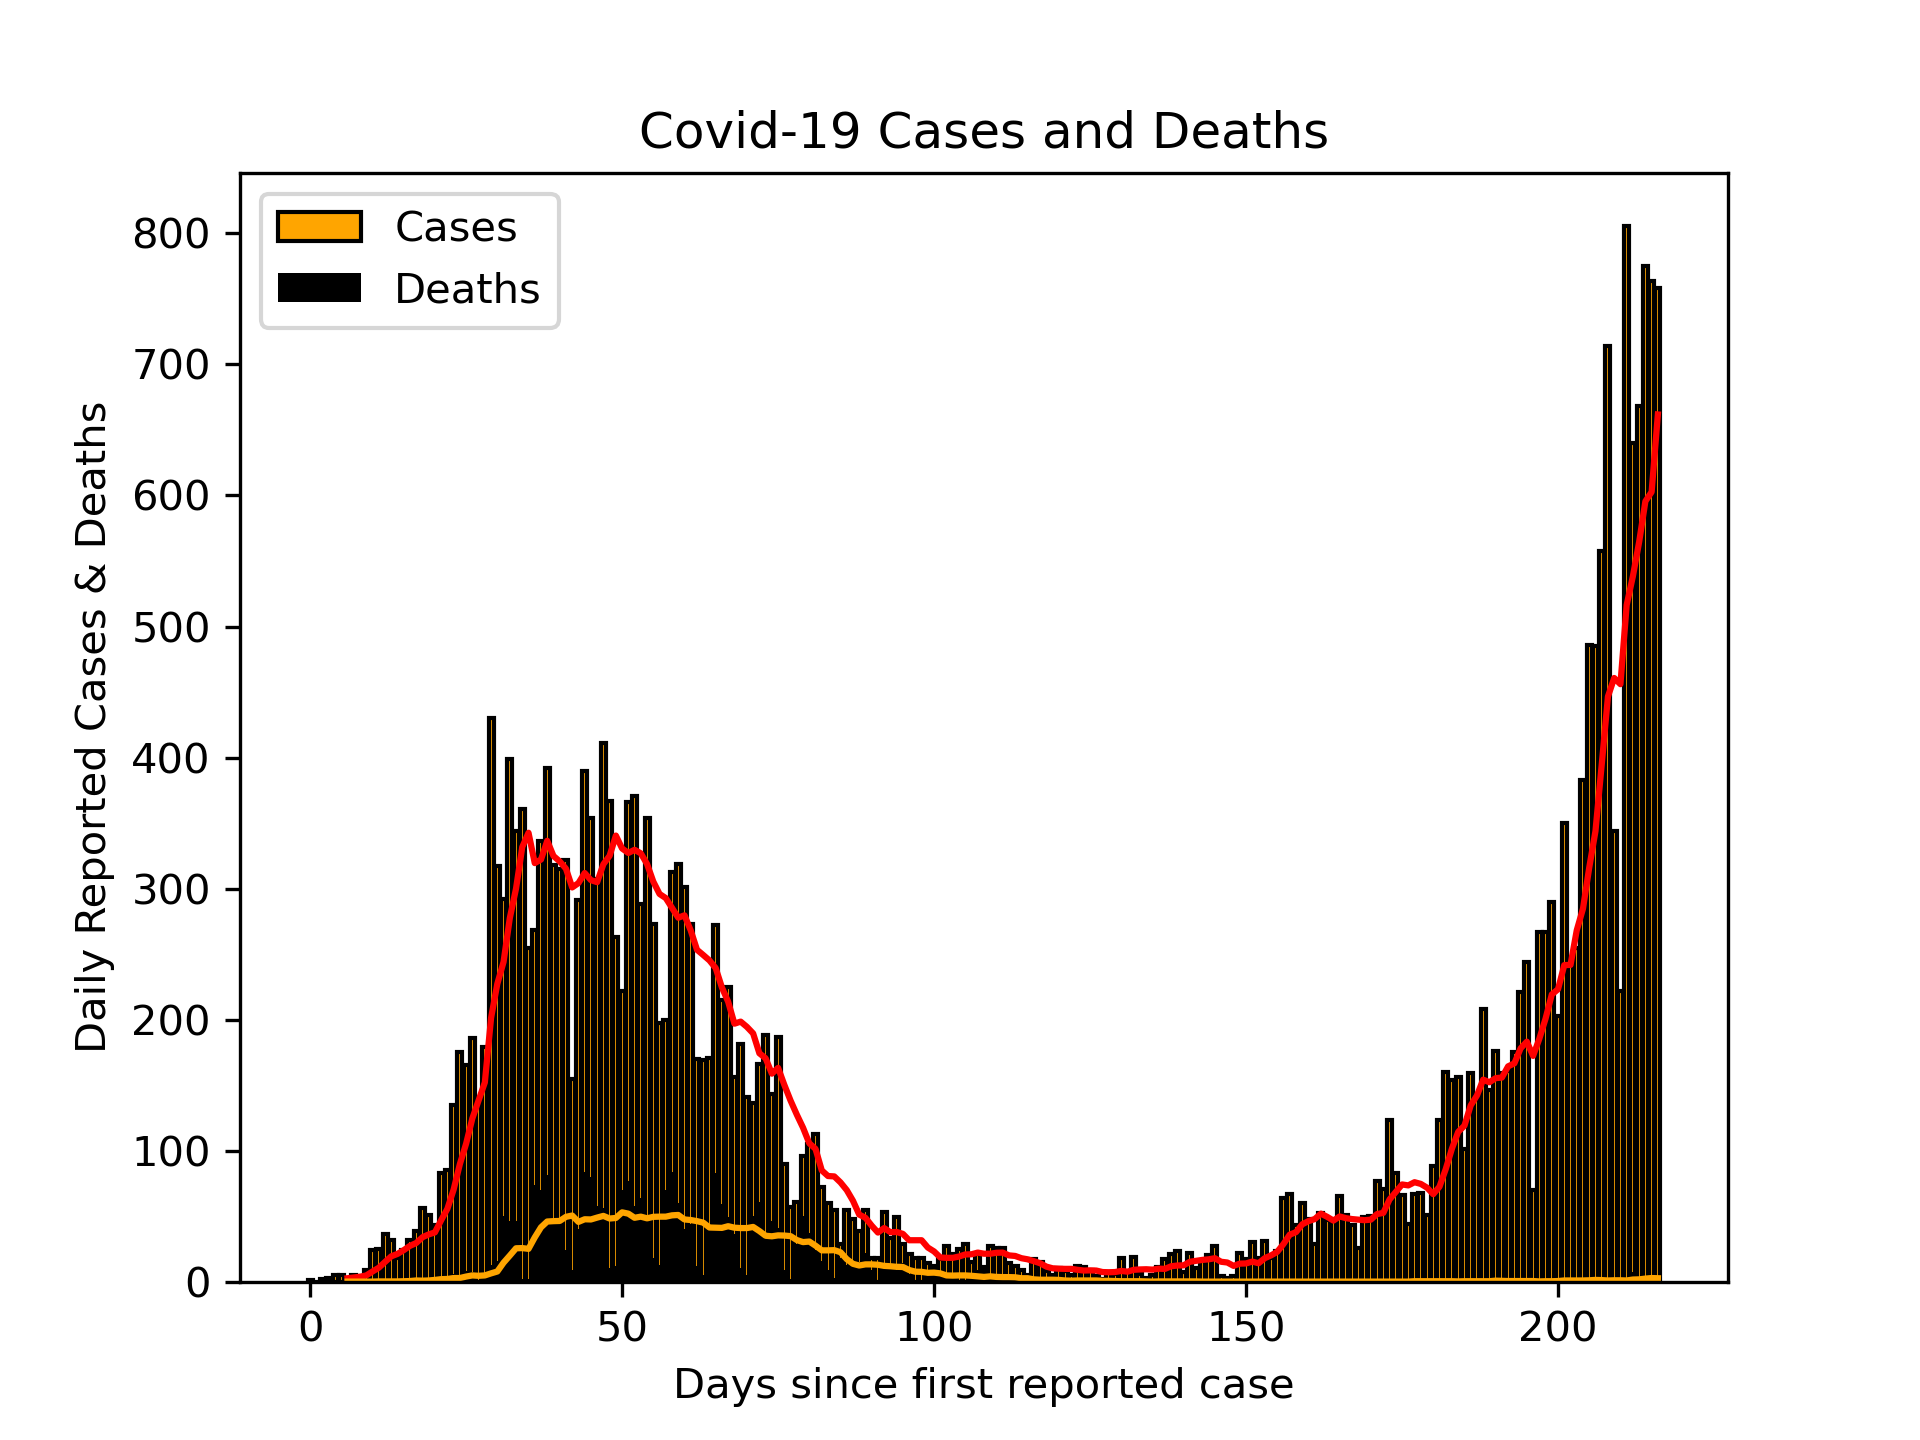 Covid-19 Cases and Deaths
Cases
Deaths
800
700
600
500
400
300
200
100
0
Daily Reported Cases & Deaths
0 50 100 150 200
Days since first reported case